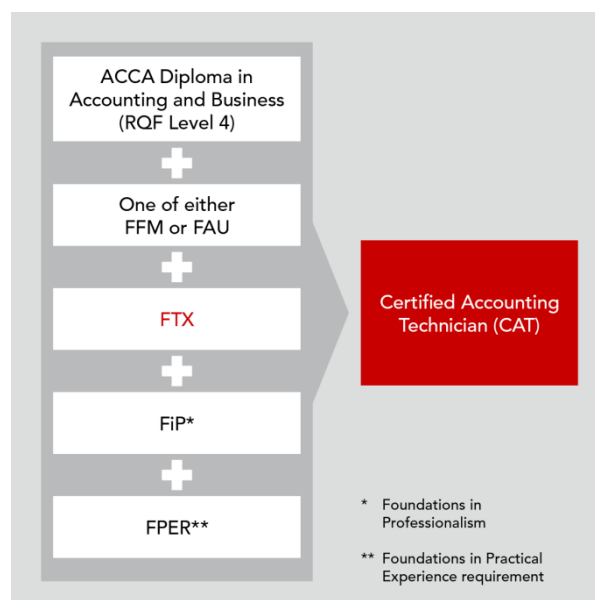 ACCA Diploma in
Accounting and Business
(RQF Level 4)
One of either
FFM or FAU
FTX
FiP*
FPER**
Certified Accounting
Technician (CAT)
* Foundations in
Professionalism
** Foundations in Practical
Experience requirement